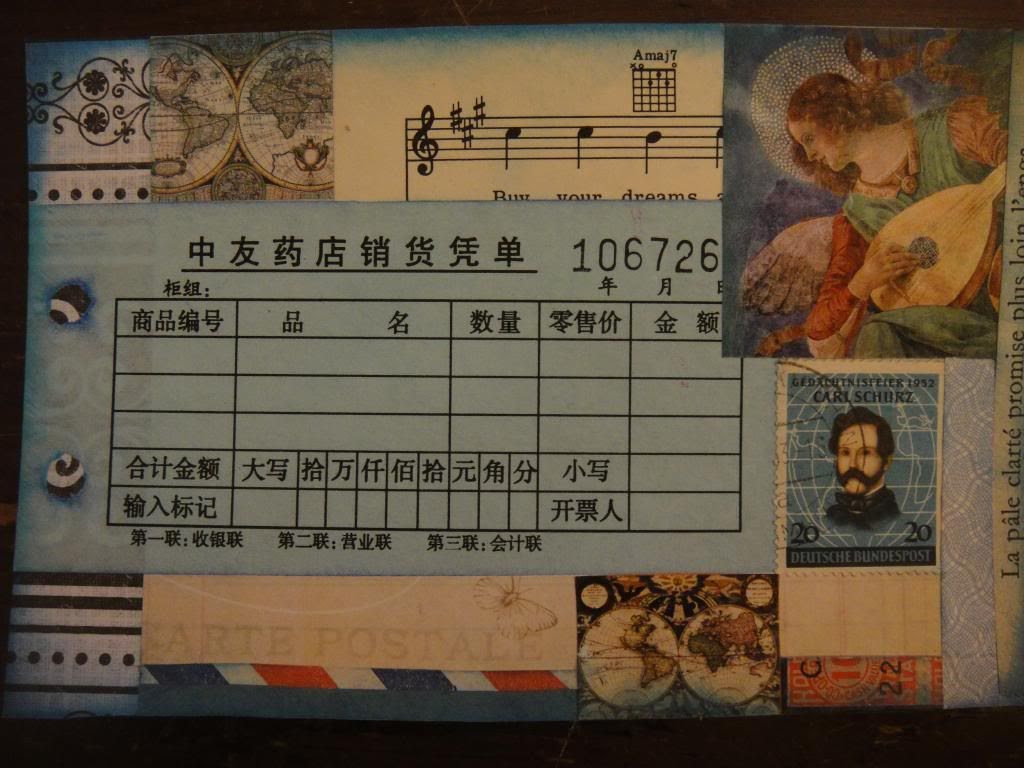 Amaj7
Buy your dreams a
中友药店销货凭单 106726
柜组: 年 月
商品编号 品 名 数量 零售价 金 额
合计金额 大写 拾 万 仟 佰 拾 元 角 分 小写
输入标记 开票人
第一联:收银联 第二联:营业联 第三联:会计联
GEDÄCHTNISFEIER 1952
CARL SCHURZ
20 20
DEUTSCHE BUNDESPOST
CARTE POSTALE
C
22
La pâle clarté promise plus loin l'espace